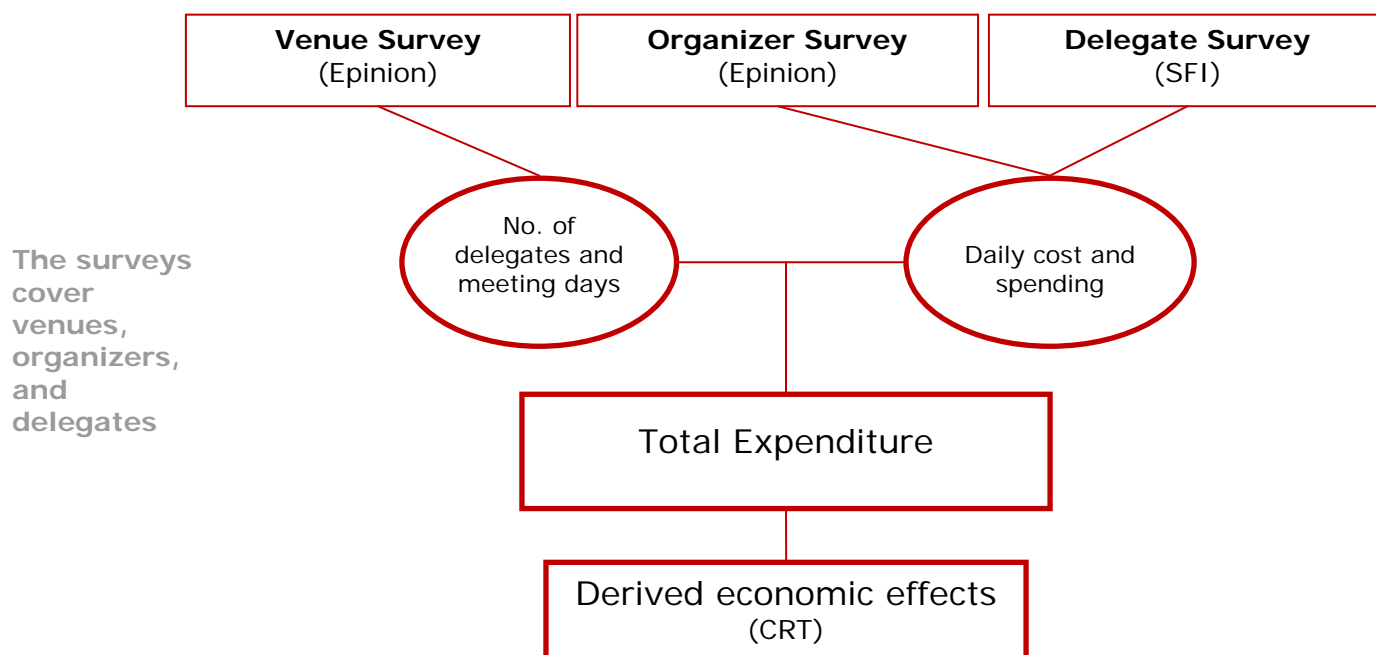 Venue Survey
(Epinion)
Organizer Survey
(Epinion)
Delegate Survey
(SFI)
No. of
delegates and
meeting days
Daily cost and
spending
The surveys
cover
venues,
organizers,
and
delegates
Total Expenditure
Derived economic effects
(CRT)